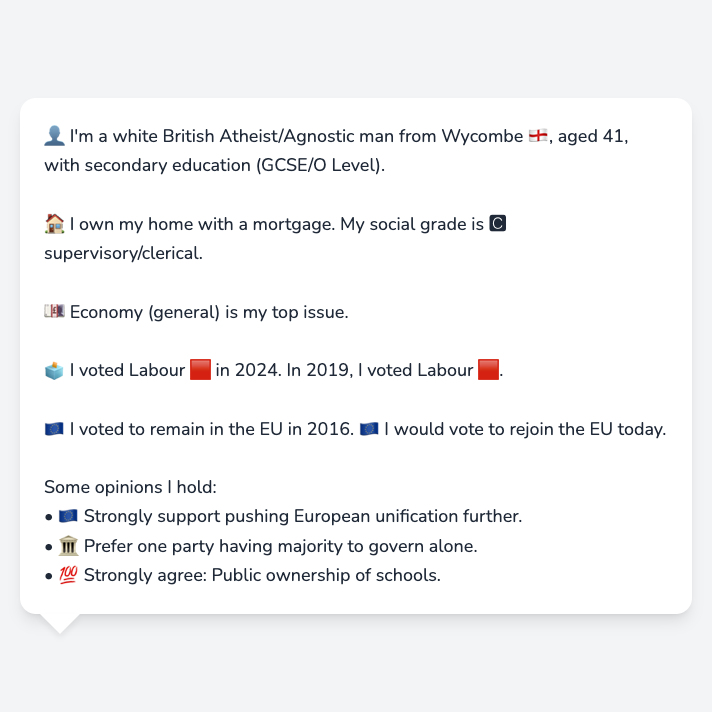 👤 I'm a white British Atheist/Agnostic man from Wycombe 🏴󠁧󠁢󠁥󠁮󠁧󠁿, aged 41,
with secondary education (GCSE/O Level).
🏠 I own my home with a mortgage. My social grade is C
supervisory/clerical.
💷 Economy (general) is my top issue.
🗳️ I voted Labour 🟥 in 2024. In 2019, I voted Labour 🟥.
🇪🇺 I voted to remain in the EU in 2016. 🇪🇺 I would vote to rejoin the EU today.
Some opinions I hold:
• 🇪🇺 Strongly support pushing European unification further.
• 🏛️ Prefer one party having majority to govern alone.
• 💯 Strongly agree: Public ownership of schools.